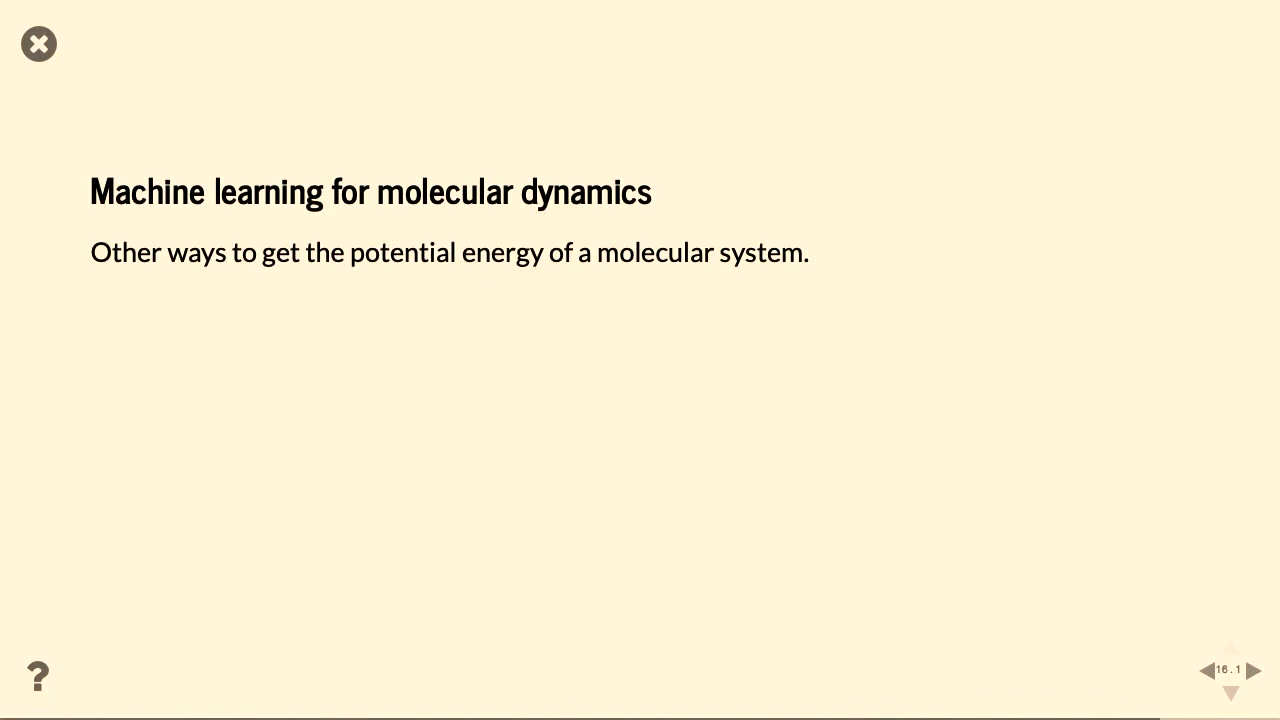 Machine learning for molecular dynamics
Other ways to get the potential energy of a molecular system.
?
16.1